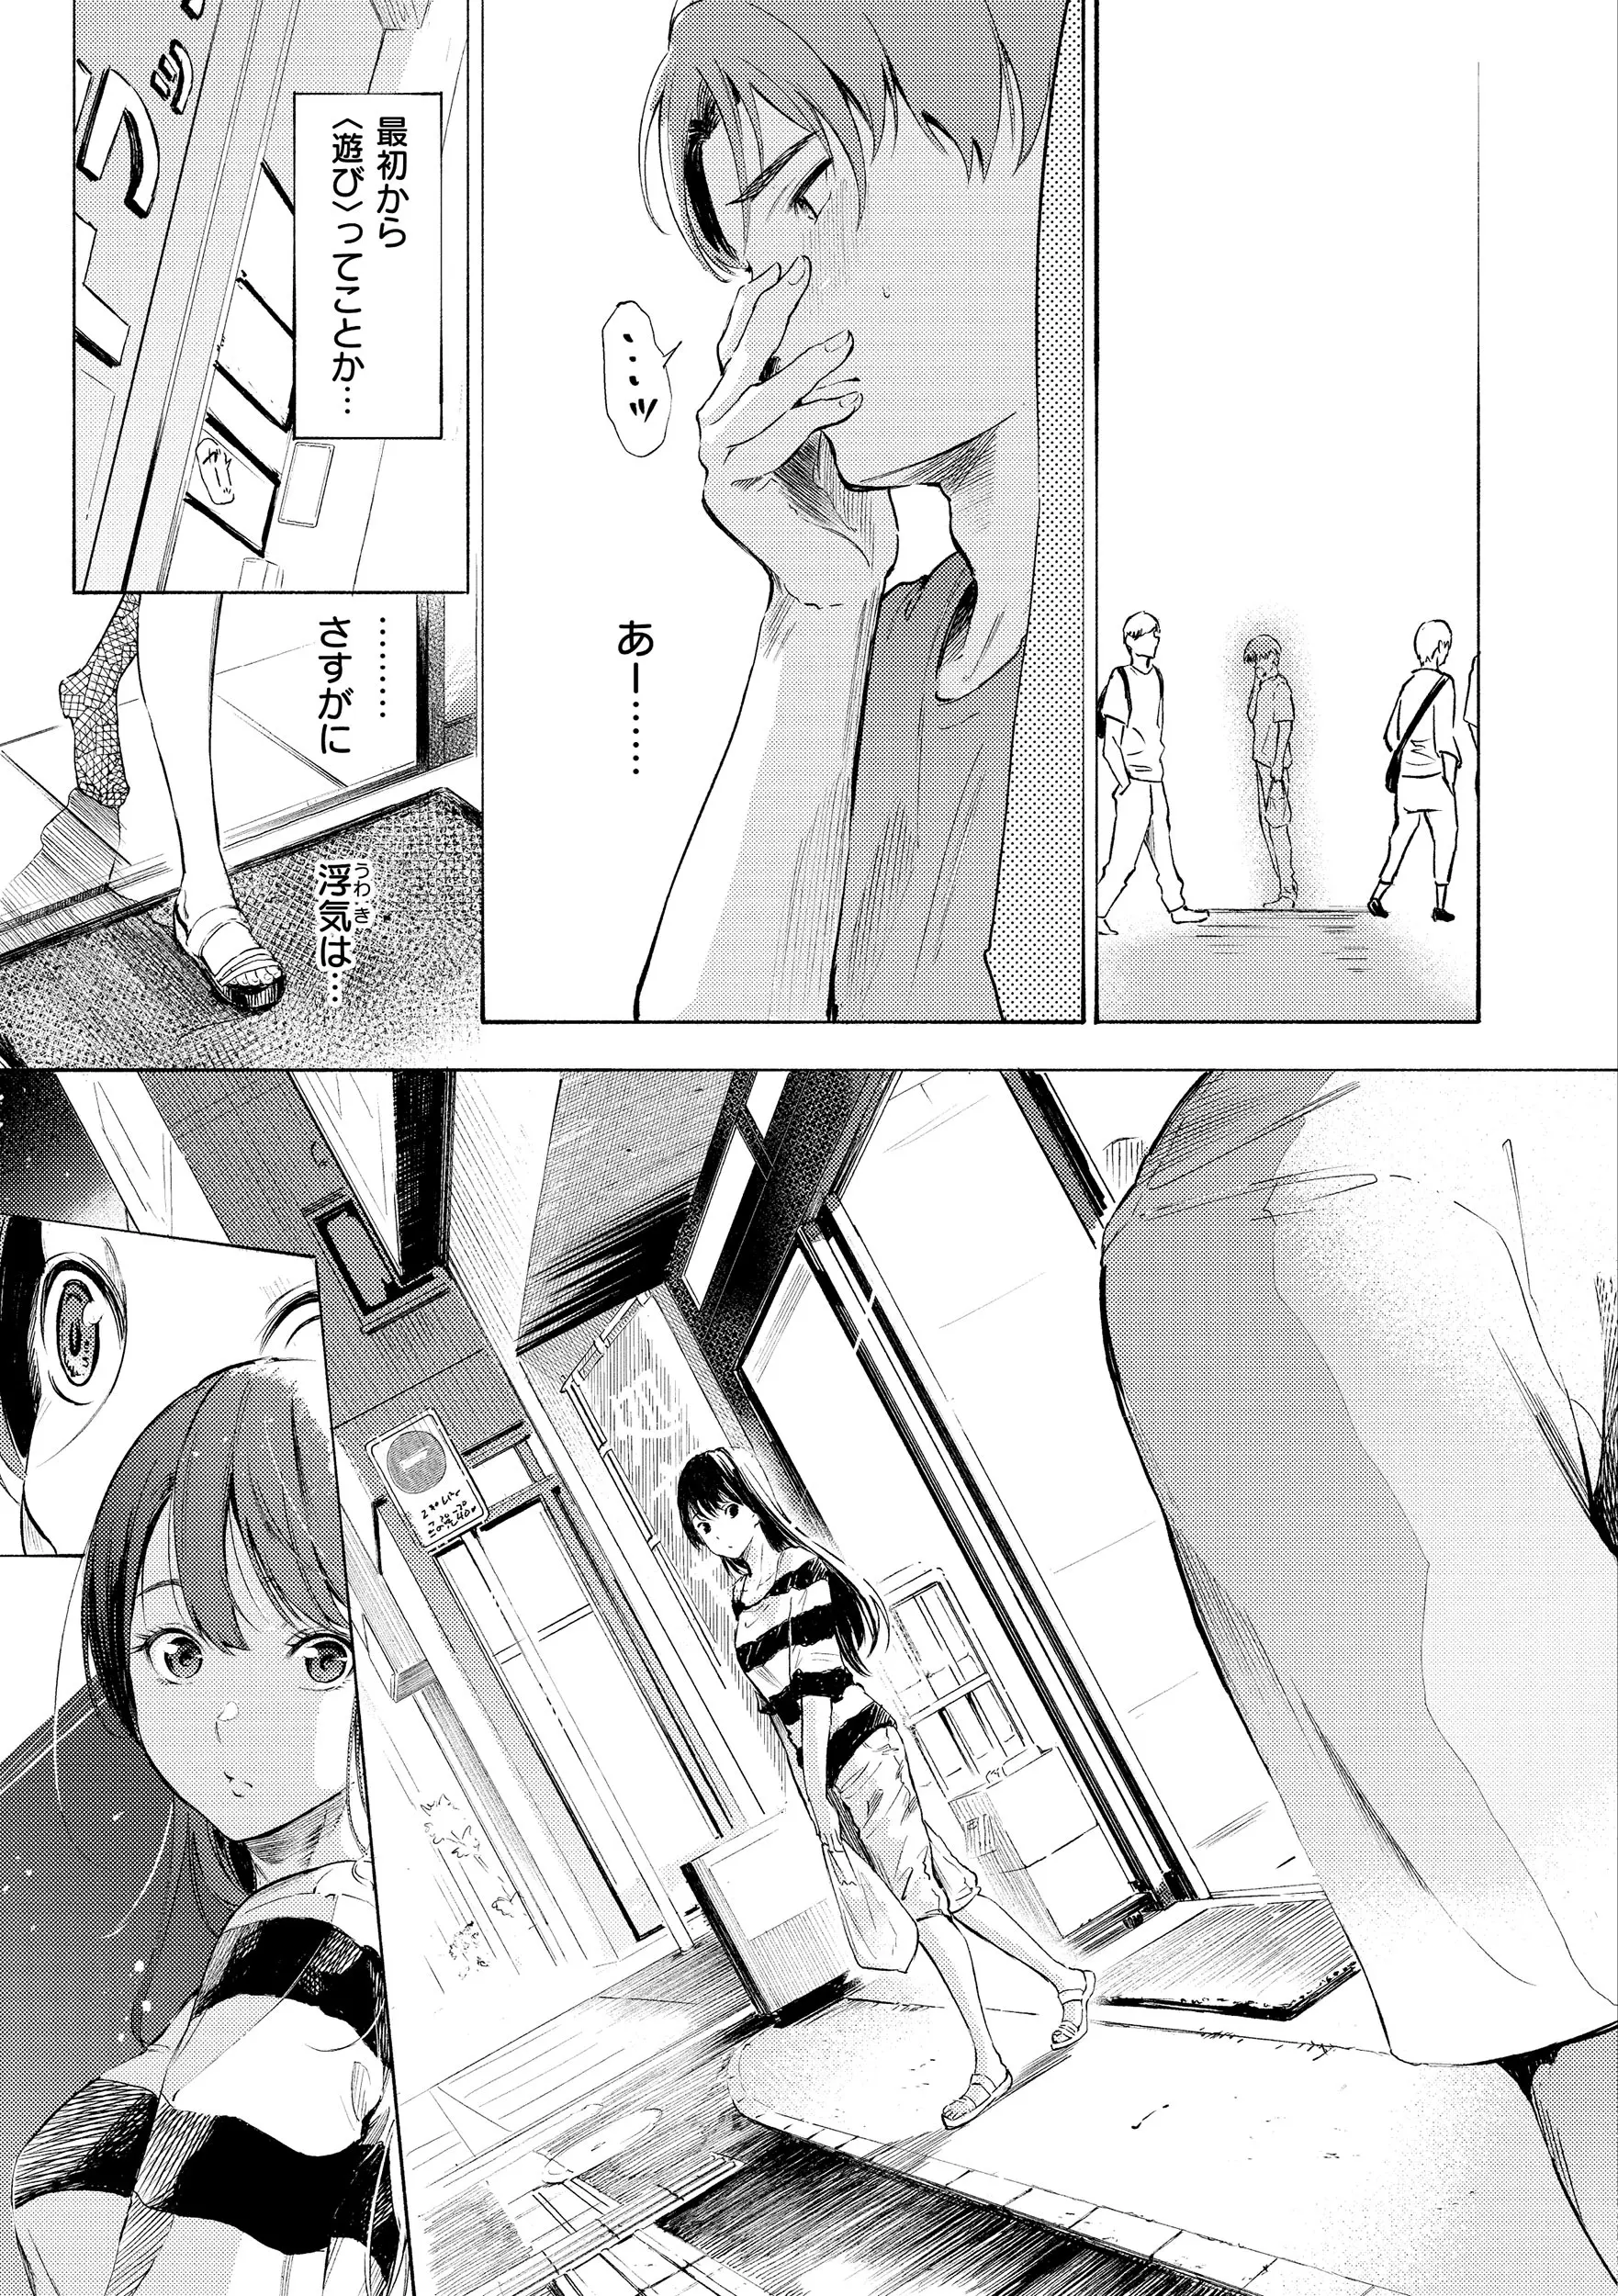 ・・・・ッ
あー……
最初から
〈遊び〉ってことか…
………
さすがに
浮気は…
うわき